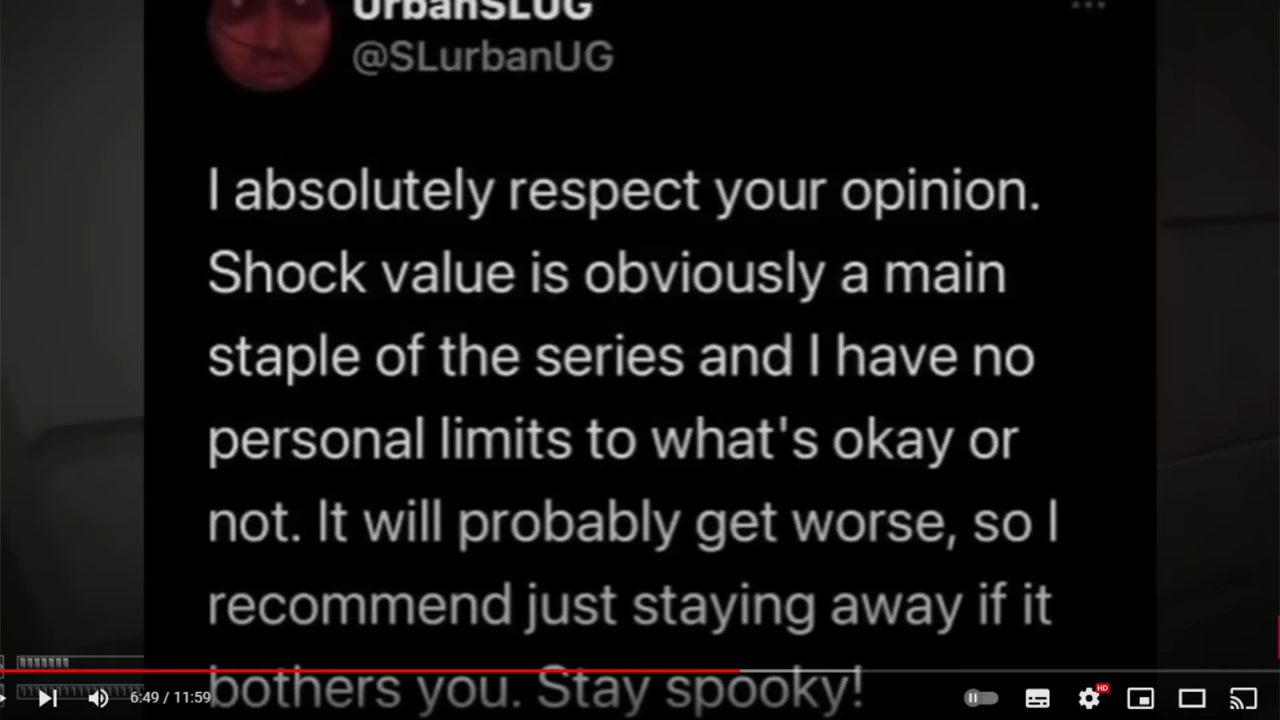 UrbanSLUG
@SLurbanUG
I absolutely respect your opinion.
Shock value is obviously a main
staple of the series and I have no
personal limits to what's okay or
not. It will probably get worse, so I
recommend just staying away if it
bothers you. Stay spooky!
6:49 / 11:59
HD